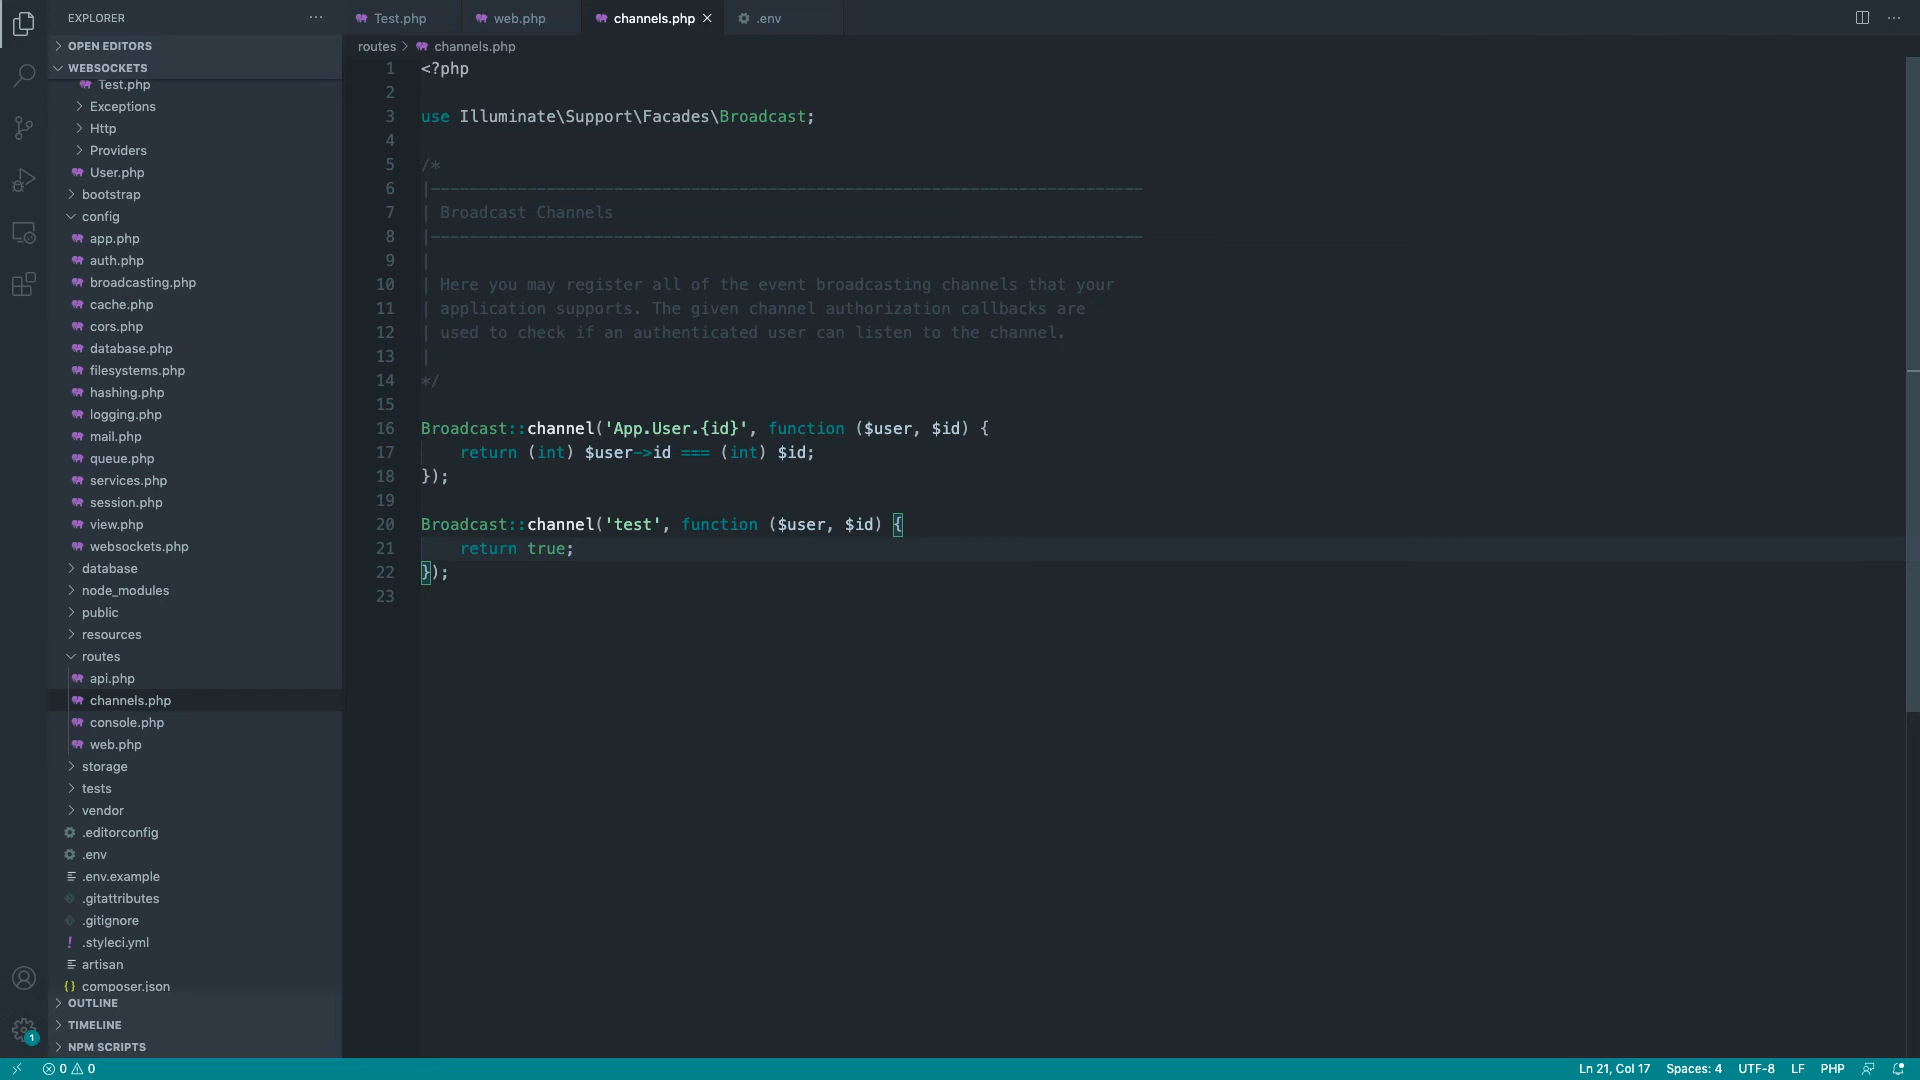 EXPLORER
OPEN EDITORS
WEBSOCKETS
Test.php
Exceptions
Http
Providers
User.php
bootstrap
config
app.php
auth.php
broadcasting.php
cache.php
cors.php
database.php
filesystems.php
hashing.php
logging.php
mail.php
queue.php
services.php
session.php
view.php
websockets.php
database
node_modules
public
resources
routes
api.php
channels.php
console.php
web.php
storage
tests
vendor
.editorconfig
.env
.env.example
.gitattributes
.gitignore
.styleci.yml
artisan
composer.json
OUTLINE
TIMELINE
NPM SCRIPTS
1
Test.php web.php channels.php .env
routes channels.php
1 <?php
2
3 use Illuminate\Support\Facades\Broadcast;
4
5 /*
6 |--------------------------------------------------------------------------
7 | Broadcast Channels
8 |--------------------------------------------------------------------------
9 |
10 | Here you may register all of the event broadcasting channels that your
11 | application supports. The given channel authorization callbacks are
12 | used to check if an authenticated user can listen to the channel.
13 |
14 */
15
16 Broadcast::channel('App.User.{id}', function ($user, $id) {
17 return (int) $user->id === (int) $id;
18 });
19
20 Broadcast::channel('test', function ($user, $id) {
21 return true;
22 });
23
0 0 Ln 21, Col 17 Spaces: 4 UTF-8 LF PHP